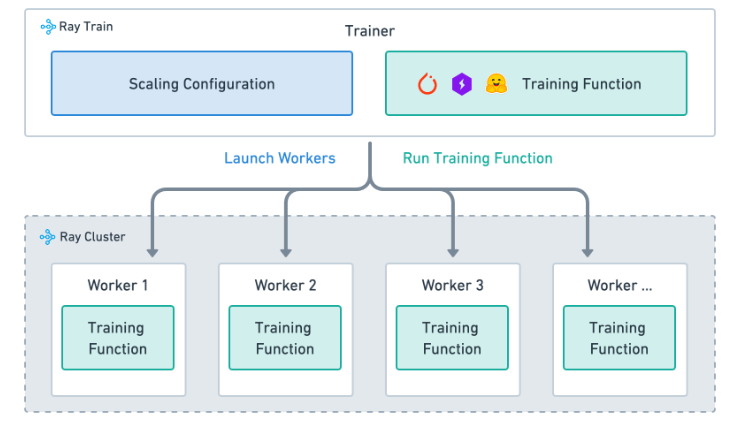 Ray Train
Trainer
Scaling Configuration
Training Function
Launch Workers
Run Training Function
Ray Cluster
Worker 1
Training
Function
Worker 2
Training
Function
Worker 3
Training
Function
Worker ...
Training
Function